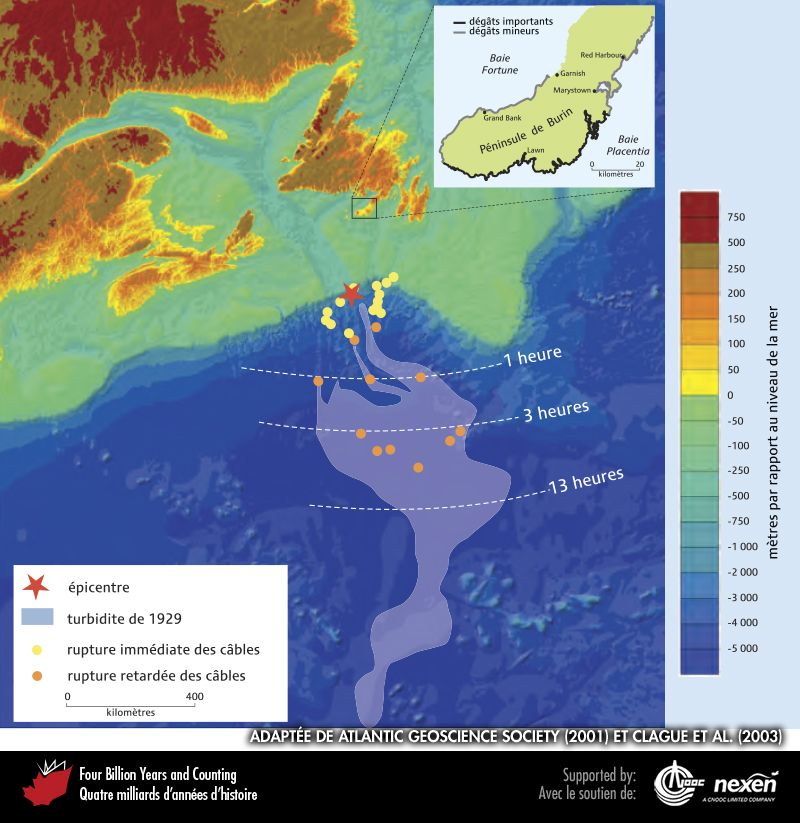 dégâts importants
dégâts mineurs
Baie
Fortune
Red Harbour
Garnish
Marystown
Grand Bank
Péninsule de Burin
Baie
Placentia
Lawn
0 20
kilomètres
750
500
250
200
150
100
50
0
-50
-100
-250
-500
-750
-1 000
-2 000
-3 000
-4 000
-5 000
mètres par rapport au niveau de la mer
1 heure
3 heures
13 heures
épicentre
turbidite de 1929
rupture immédiate des câbles
rupture retardée des câbles
0 400
kilomètres
ADAPTÉE DE ATLANTIC GEOSCIENCE SOCIETY (2001) ET CLAGUE ET AL. (2003)
Four Billion Years and Counting
Quatre milliards d'années d'histoire
Supported by:
Avec le soutien de:
CNOOC nexen
A CNOOC LIMITED COMPANY